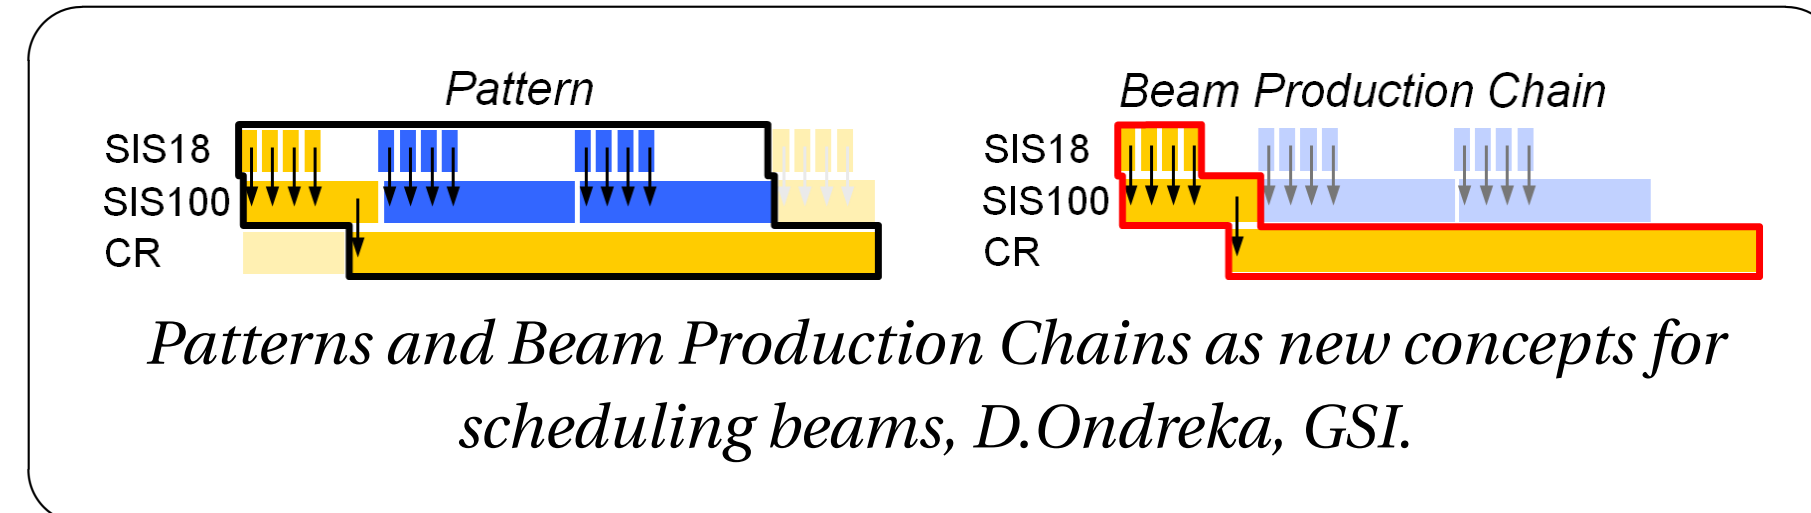 Pattern
SIS18
SIS100
CR
Beam Production Chain
SIS18
SIS100
CR
Patterns and Beam Production Chains as new concepts for
scheduling beams, D.Ondreka, GSI.